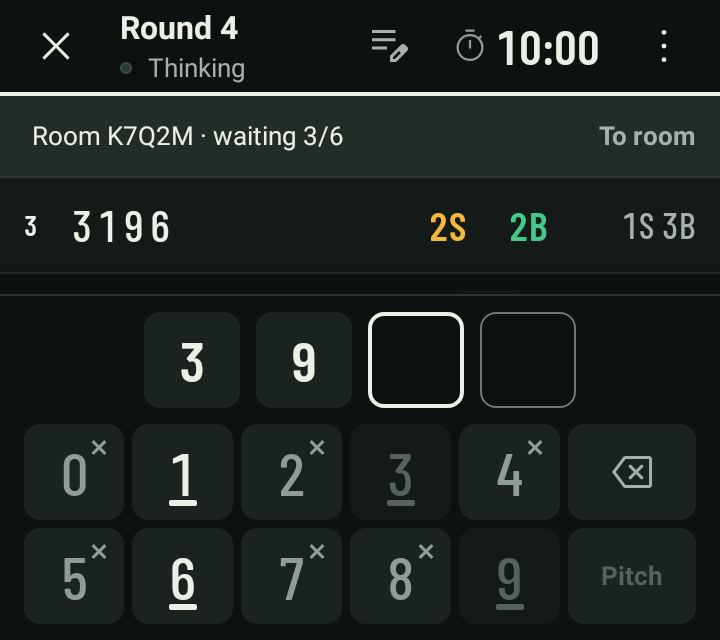 Round 4
Thinking
10:00
Room K7Q2M · waiting 3/6
To room
3 3196 2S 2B 1S 3B
3 9
0 1 2 3 4
5 6 7 8 9 Pitch